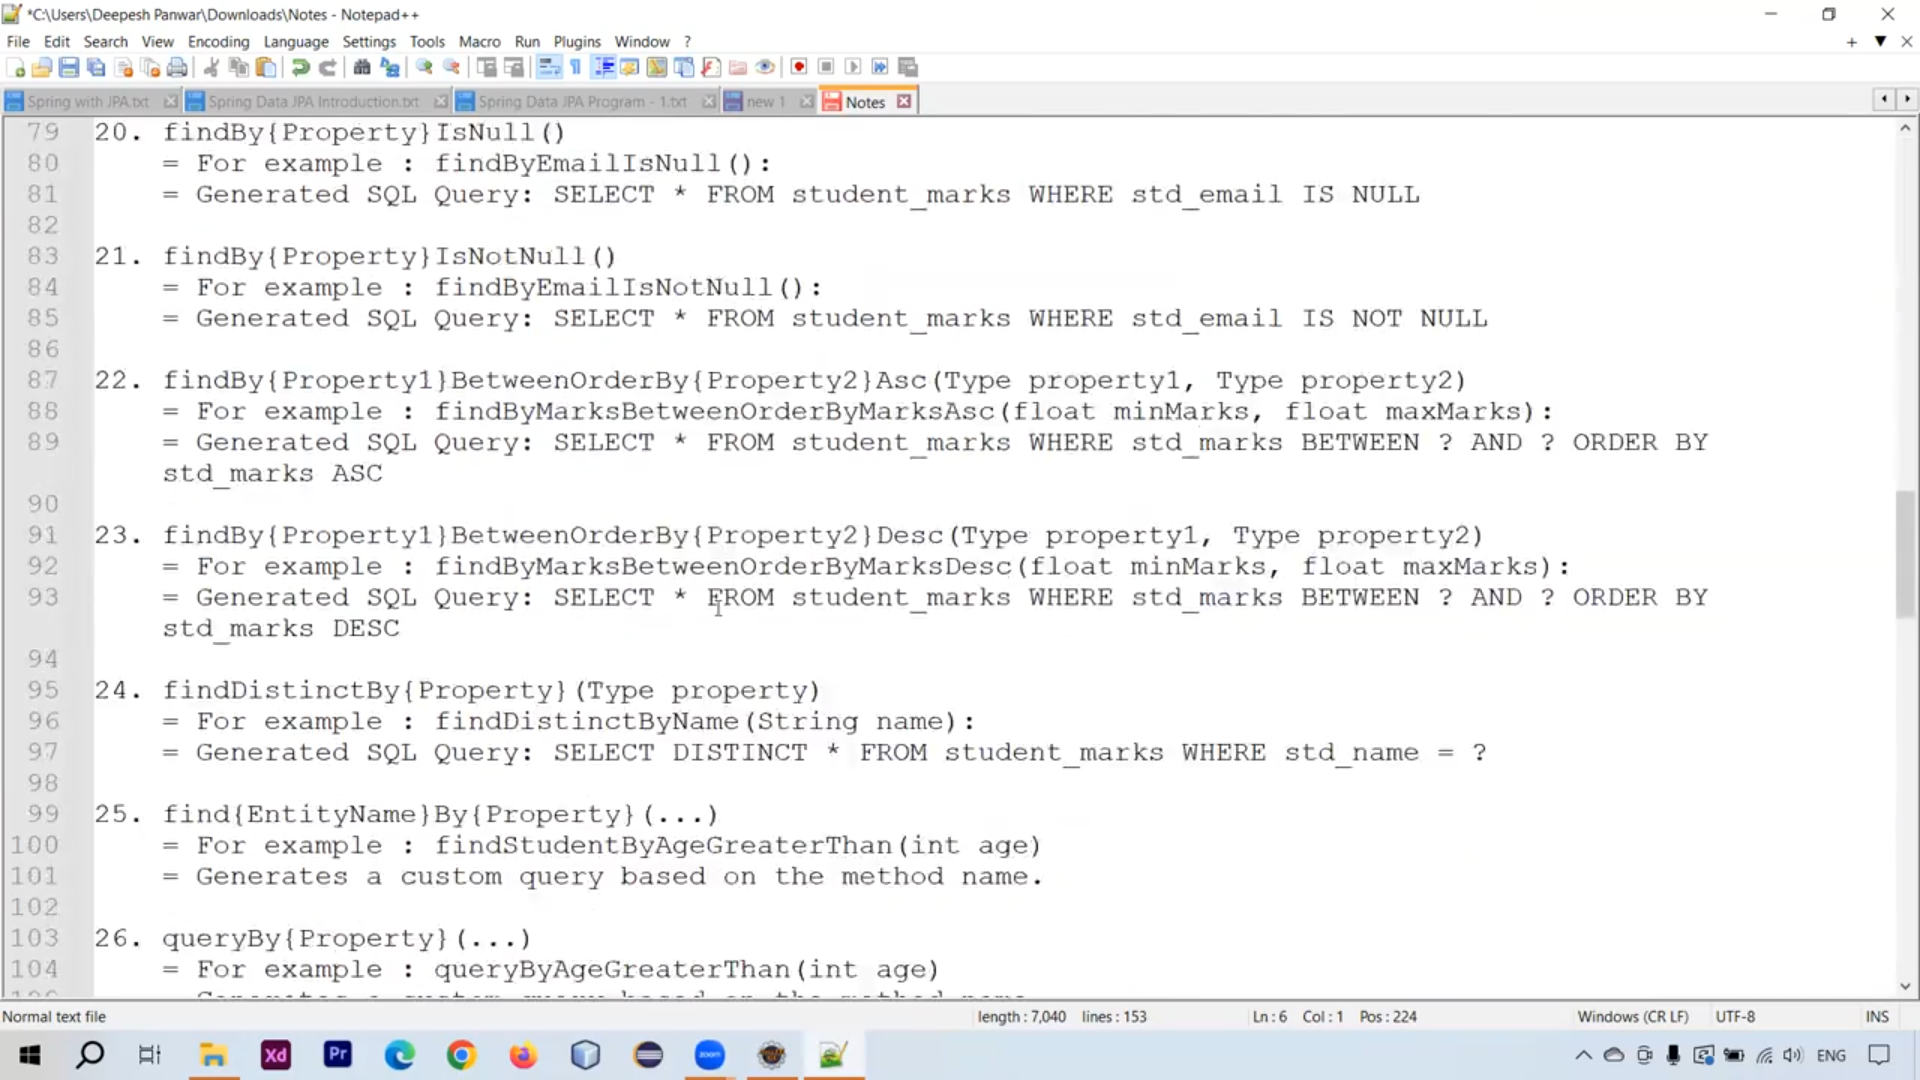 *C:\Users\Deepesh Panwar\Downloads\Notes - Notepad++
File Edit Search View Encoding Language Settings Tools Macro Run Plugins Window ?
Spring with JPA.txt Spring Data JPA Introduction.txt Spring Data JPA Program - 1.txt new 1 Notes
79 20. findBy{Property}IsNull()
80 = For example : findByEmailIsNull():
81 = Generated SQL Query: SELECT * FROM student_marks WHERE std_email IS NULL
82
83 21. findBy{Property}IsNotNull()
84 = For example : findByEmailIsNotNull():
85 = Generated SQL Query: SELECT * FROM student_marks WHERE std_email IS NOT NULL
86
87 22. findBy{Property1}BetweenOrderBy{Property2}Asc(Type property1, Type property2)
88 = For example : findByMarksBetweenOrderByMarksAsc(float minMarks, float maxMarks):
89 = Generated SQL Query: SELECT * FROM student_marks WHERE std_marks BETWEEN ? AND ? ORDER BY
std_marks ASC
90
91 23. findBy{Property1}BetweenOrderBy{Property2}Desc(Type property1, Type property2)
92 = For example : findByMarksBetweenOrderByMarksDesc(float minMarks, float maxMarks):
93 = Generated SQL Query: SELECT * FROM student_marks WHERE std_marks BETWEEN ? AND ? ORDER BY
std_marks DESC
94
95 24. findDistinctBy{Property}(Type property)
96 = For example : findDistinctByName(String name):
97 = Generated SQL Query: SELECT DISTINCT * FROM student_marks WHERE std_name = ?
98
99 25. find{EntityName}By{Property}(...)
100 = For example : findStudentByAgeGreaterThan(int age)
101 = Generates a custom query based on the method name.
102
103 26. queryBy{Property}(...)
104 = For example : queryByAgeGreaterThan(int age)
Normal text file length : 7,040 lines : 153 Ln : 6 Col : 1 Pos : 224 Windows (CR LF) UTF-8 INS
Xd Pr zoom ENG